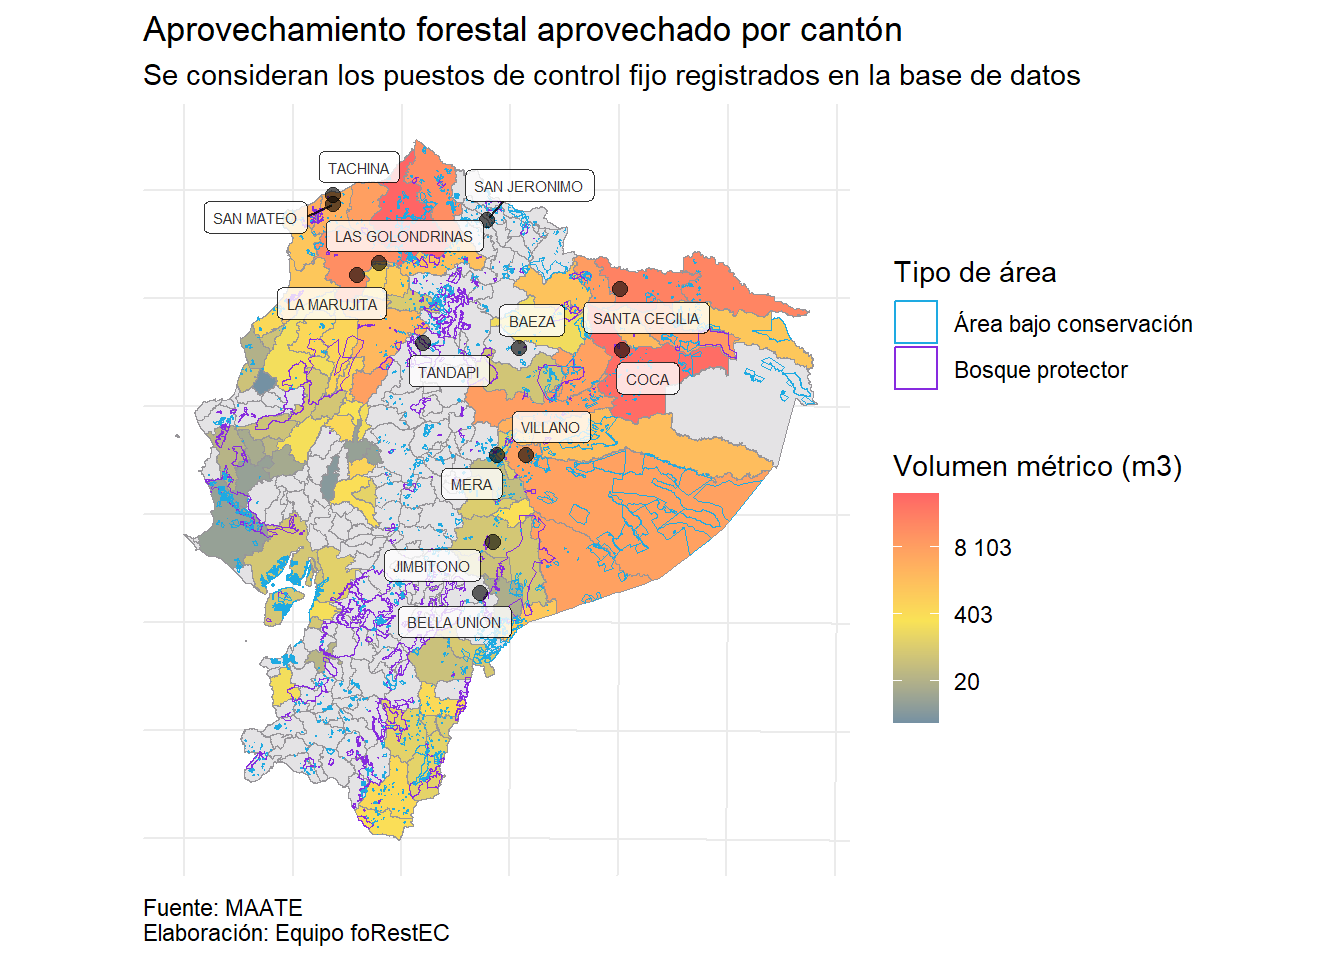 Aprovechamiento forestal aprovechado por cantón
Se consideran los puestos de control fijo registrados en la base de datos
TACHINA
SAN JERONIMO
SAN MATEO
LAS GOLONDRINAS
LA MARUJITA
BAEZA
SANTA CECILIA
TANDAPI
COCA
VILLANO
MERA
JIMBITONO
BELLA UNION
Tipo de área
Área bajo conservación
Bosque protector
Volumen métrico (m3)
8 103
403
20
Fuente: MAATE
Elaboración: Equipo foRestEC